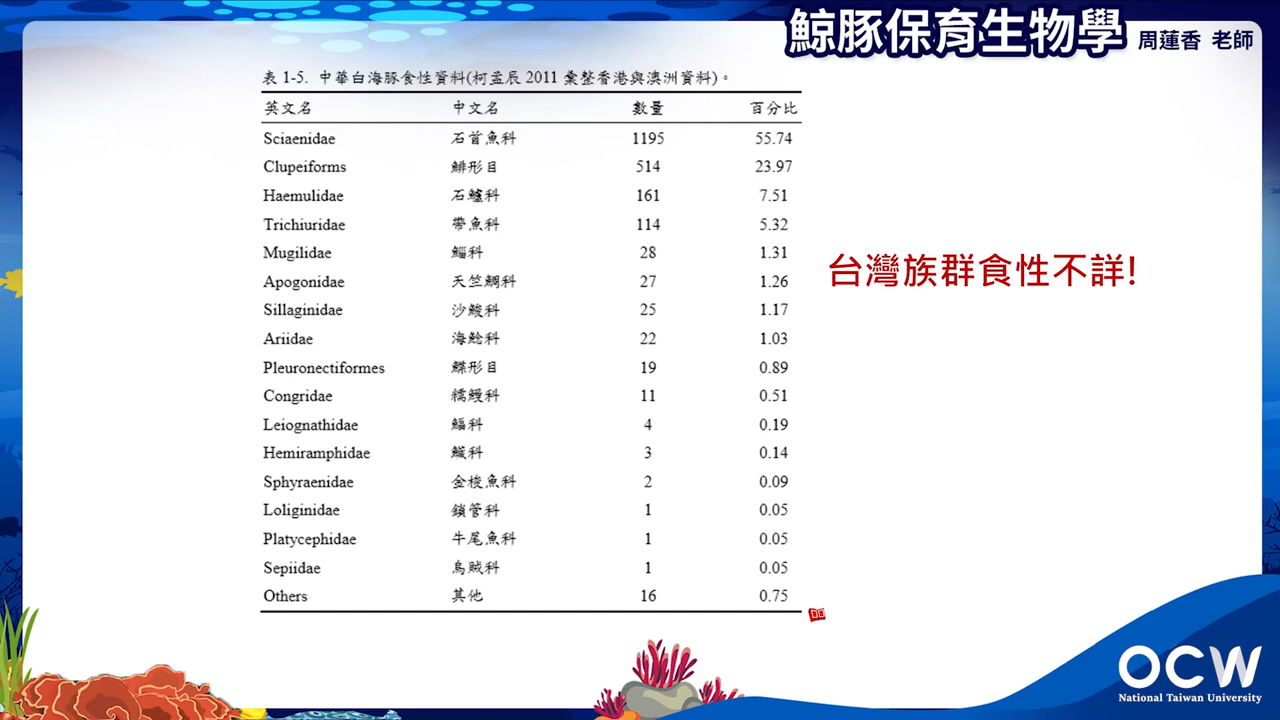 鯨豚保育生物學 周蓮香 老師
表 1-5. 中華白海豚食性資料(柯孟辰 2011 彙整香港與澳洲資料)。
英文名 中文名 數量 百分比
Sciaenidae 石首魚科 1195 55.74
Clupeiforms 鯡形目 514 23.97
Haemulidae 石鱸科 161 7.51
Trichiuridae 帶魚科 114 5.32
Mugilidae 鯔科 28 1.31
Apogonidae 天竺鯛科 27 1.26
Sillaginidae 沙鮻科 25 1.17
Ariidae 海鯰科 22 1.03
Pleuronectiformes 鰈形目 19 0.89
Congridae 糯鰻科 11 0.51
Leiognathidae 鰏科 4 0.19
Hemiramphidae 鱵科 3 0.14
Sphyraenidae 金梭魚科 2 0.09
Loliginidae 鎖管科 1 0.05
Platycephidae 牛尾魚科 1 0.05
Sepiidae 烏賊科 1 0.05
Others 其他 16 0.75
台灣族群食性不詳!
OCW
National Taiwan University